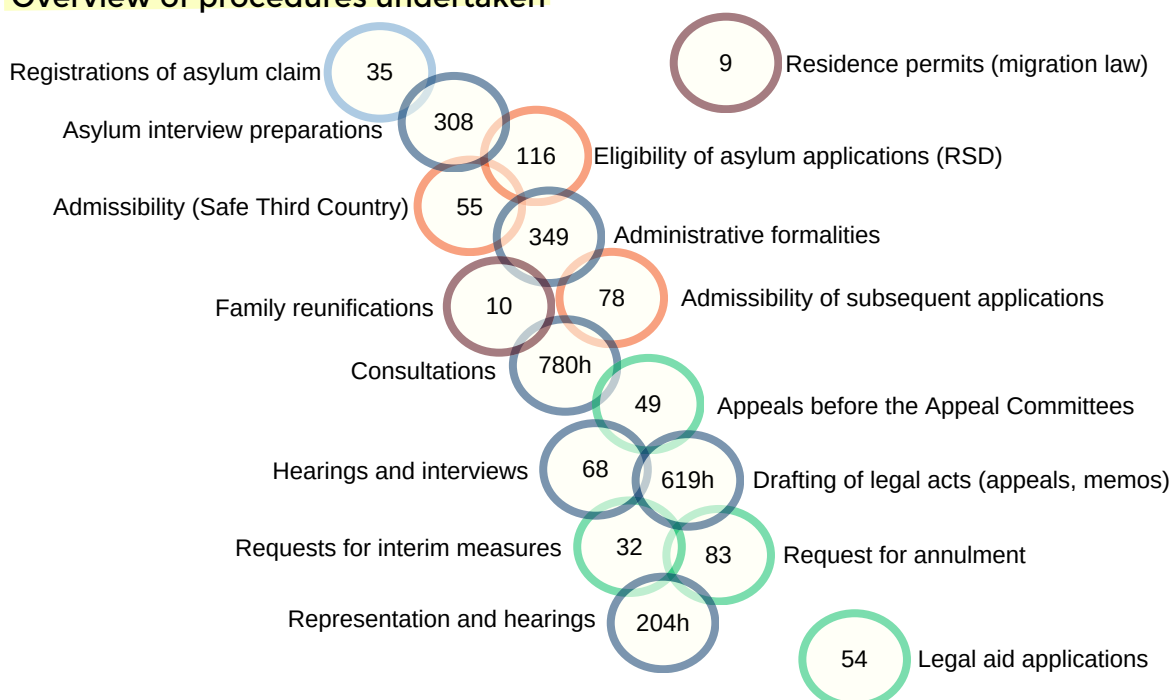 Overview of procedures undertaken
9
Residence permits (migration law)
Registrations of asylum claim
35
308
Asylum interview preparations
116
Eligibility of asylum applications (RSD)
Admissibility (Safe Third Country)
55
349
Administrative formalities
Family reunifications
10
78
Admissibility of subsequent applications
Consultations
780h
49
Appeals before the Appeal Committees
Hearings and interviews
68
619h
Drafting of legal acts (appeals, memos)
Requests for interim measures
32
83
Request for annulment
Representation and hearings
204h
54
Legal aid applications